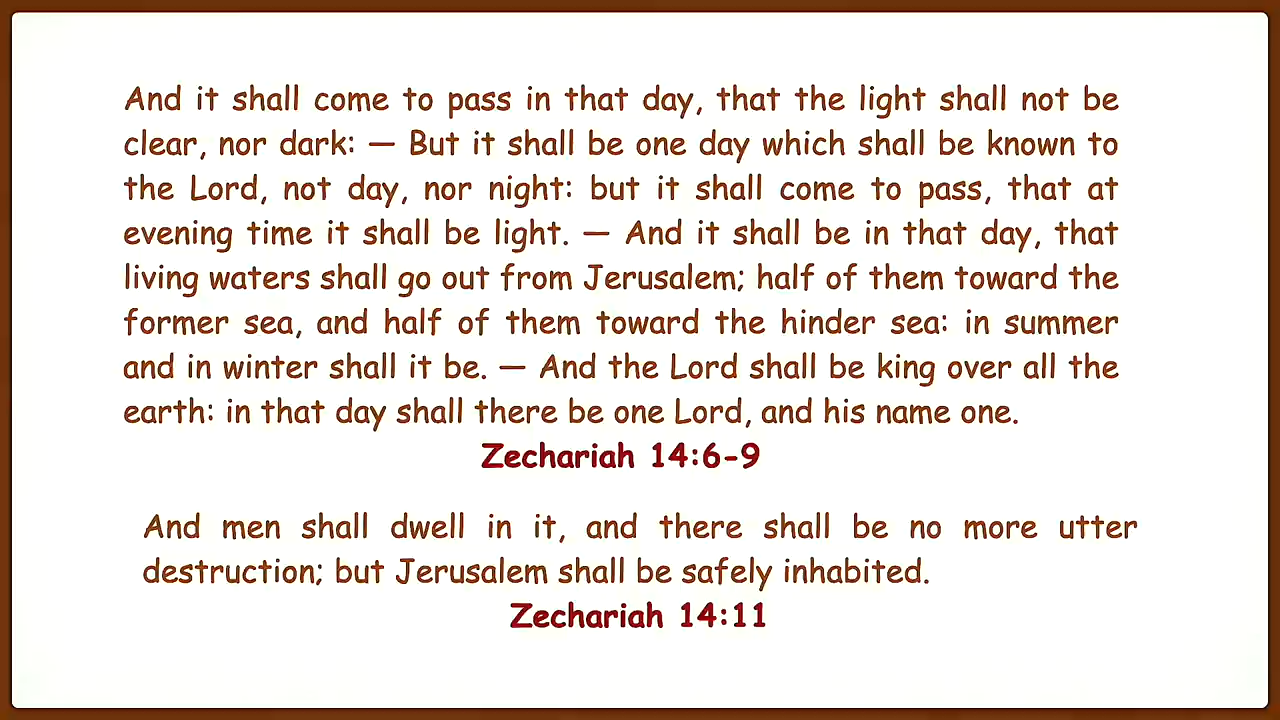 And it shall come to pass in that day, that the light shall not be
clear, nor dark: — But it shall be one day which shall be known to
the Lord, not day, nor night: but it shall come to pass, that at
evening time it shall be light. — And it shall be in that day, that
living waters shall go out from Jerusalem; half of them toward the
former sea, and half of them toward the hinder sea: in summer
and in winter shall it be. — And the Lord shall be king over all the
earth: in that day shall there be one Lord, and his name one.
Zechariah 14:6-9
And men shall dwell in it, and there shall be no more utter
destruction; but Jerusalem shall be safely inhabited.
Zechariah 14:11